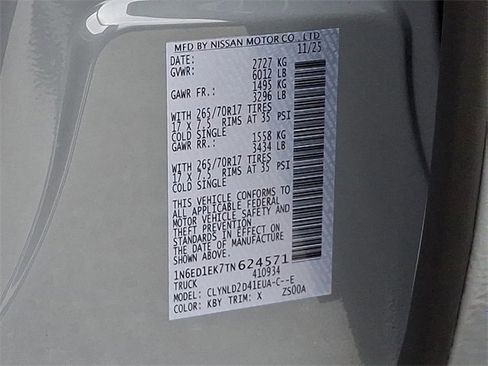 MFD BY NISSAN MOTOR CO., LTD
DATE: 11/25
GVWR: 2727 KG
6012 LB
GAWR FR.: 1495 KG
3296 LB
WITH 265/70R17 TIRES
17 X 7.5 RIMS AT 35 PSI
COLD SINGLE
GAWR RR.: 1558 KG
3434 LB
WITH 265/70R17 TIRES
17 X 7.5 RIMS AT 35 PSI
COLD SINGLE
THIS VEHICLE CONFORMS TO
ALL APPLICABLE FEDERAL
MOTOR VEHICLE SAFETY AND
THEFT PREVENTION
STANDARDS IN EFFECT ON
THE DATE OF MANUFACTURE
SHOWN ABOVE.
1N6ED1EK7TN624571
TRUCK 410934
MODEL: CLYNLD2D41EUA-C--E
COLOR: KBY TRIM: X ZS00A